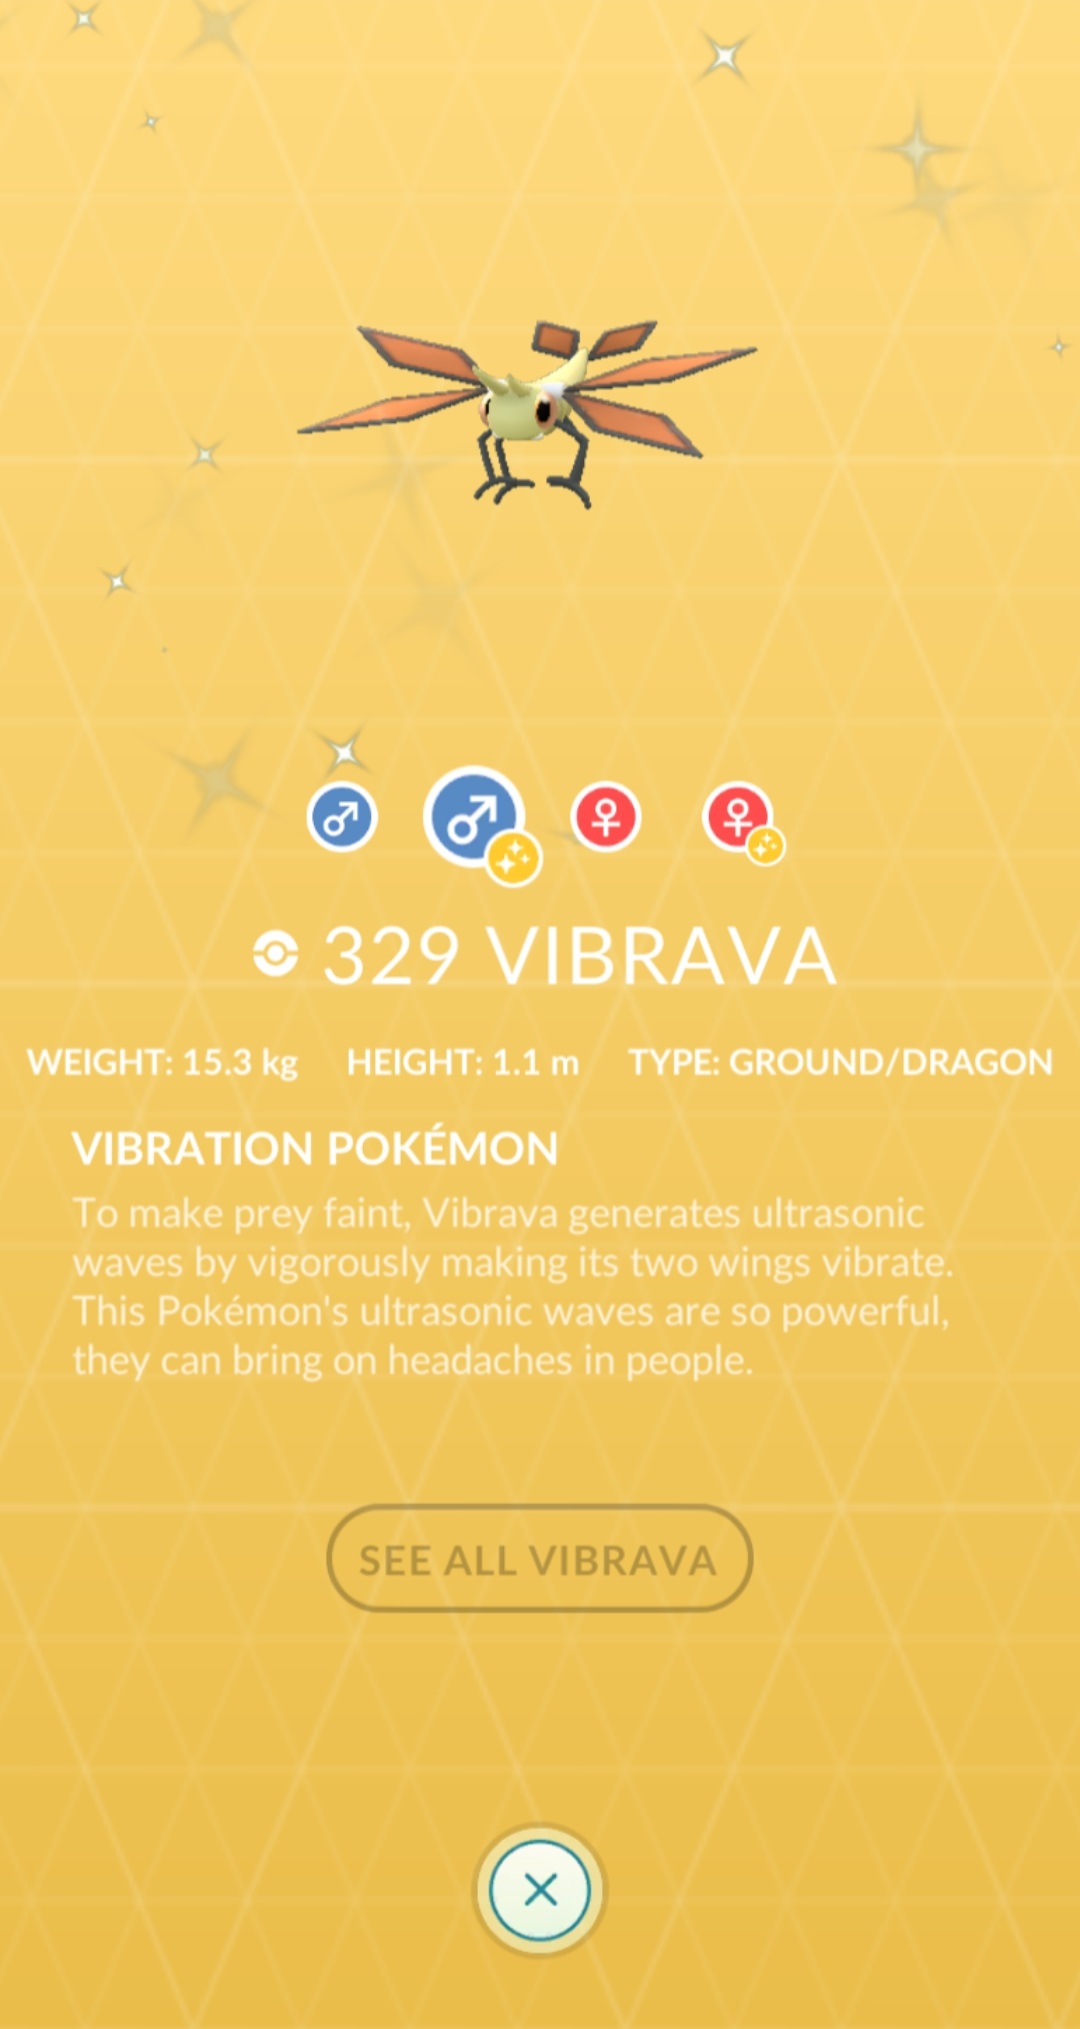 329 VIBRAVA
WEIGHT: 15.3 kg HEIGHT: 1.1 m TYPE: GROUND/DRAGON
VIBRATION POKÉMON
To make prey faint, Vibrava generates ultrasonic
waves by vigorously making its two wings vibrate.
This Pokémon's ultrasonic waves are so powerful,
they can bring on headaches in people.
SEE ALL VIBRAVA